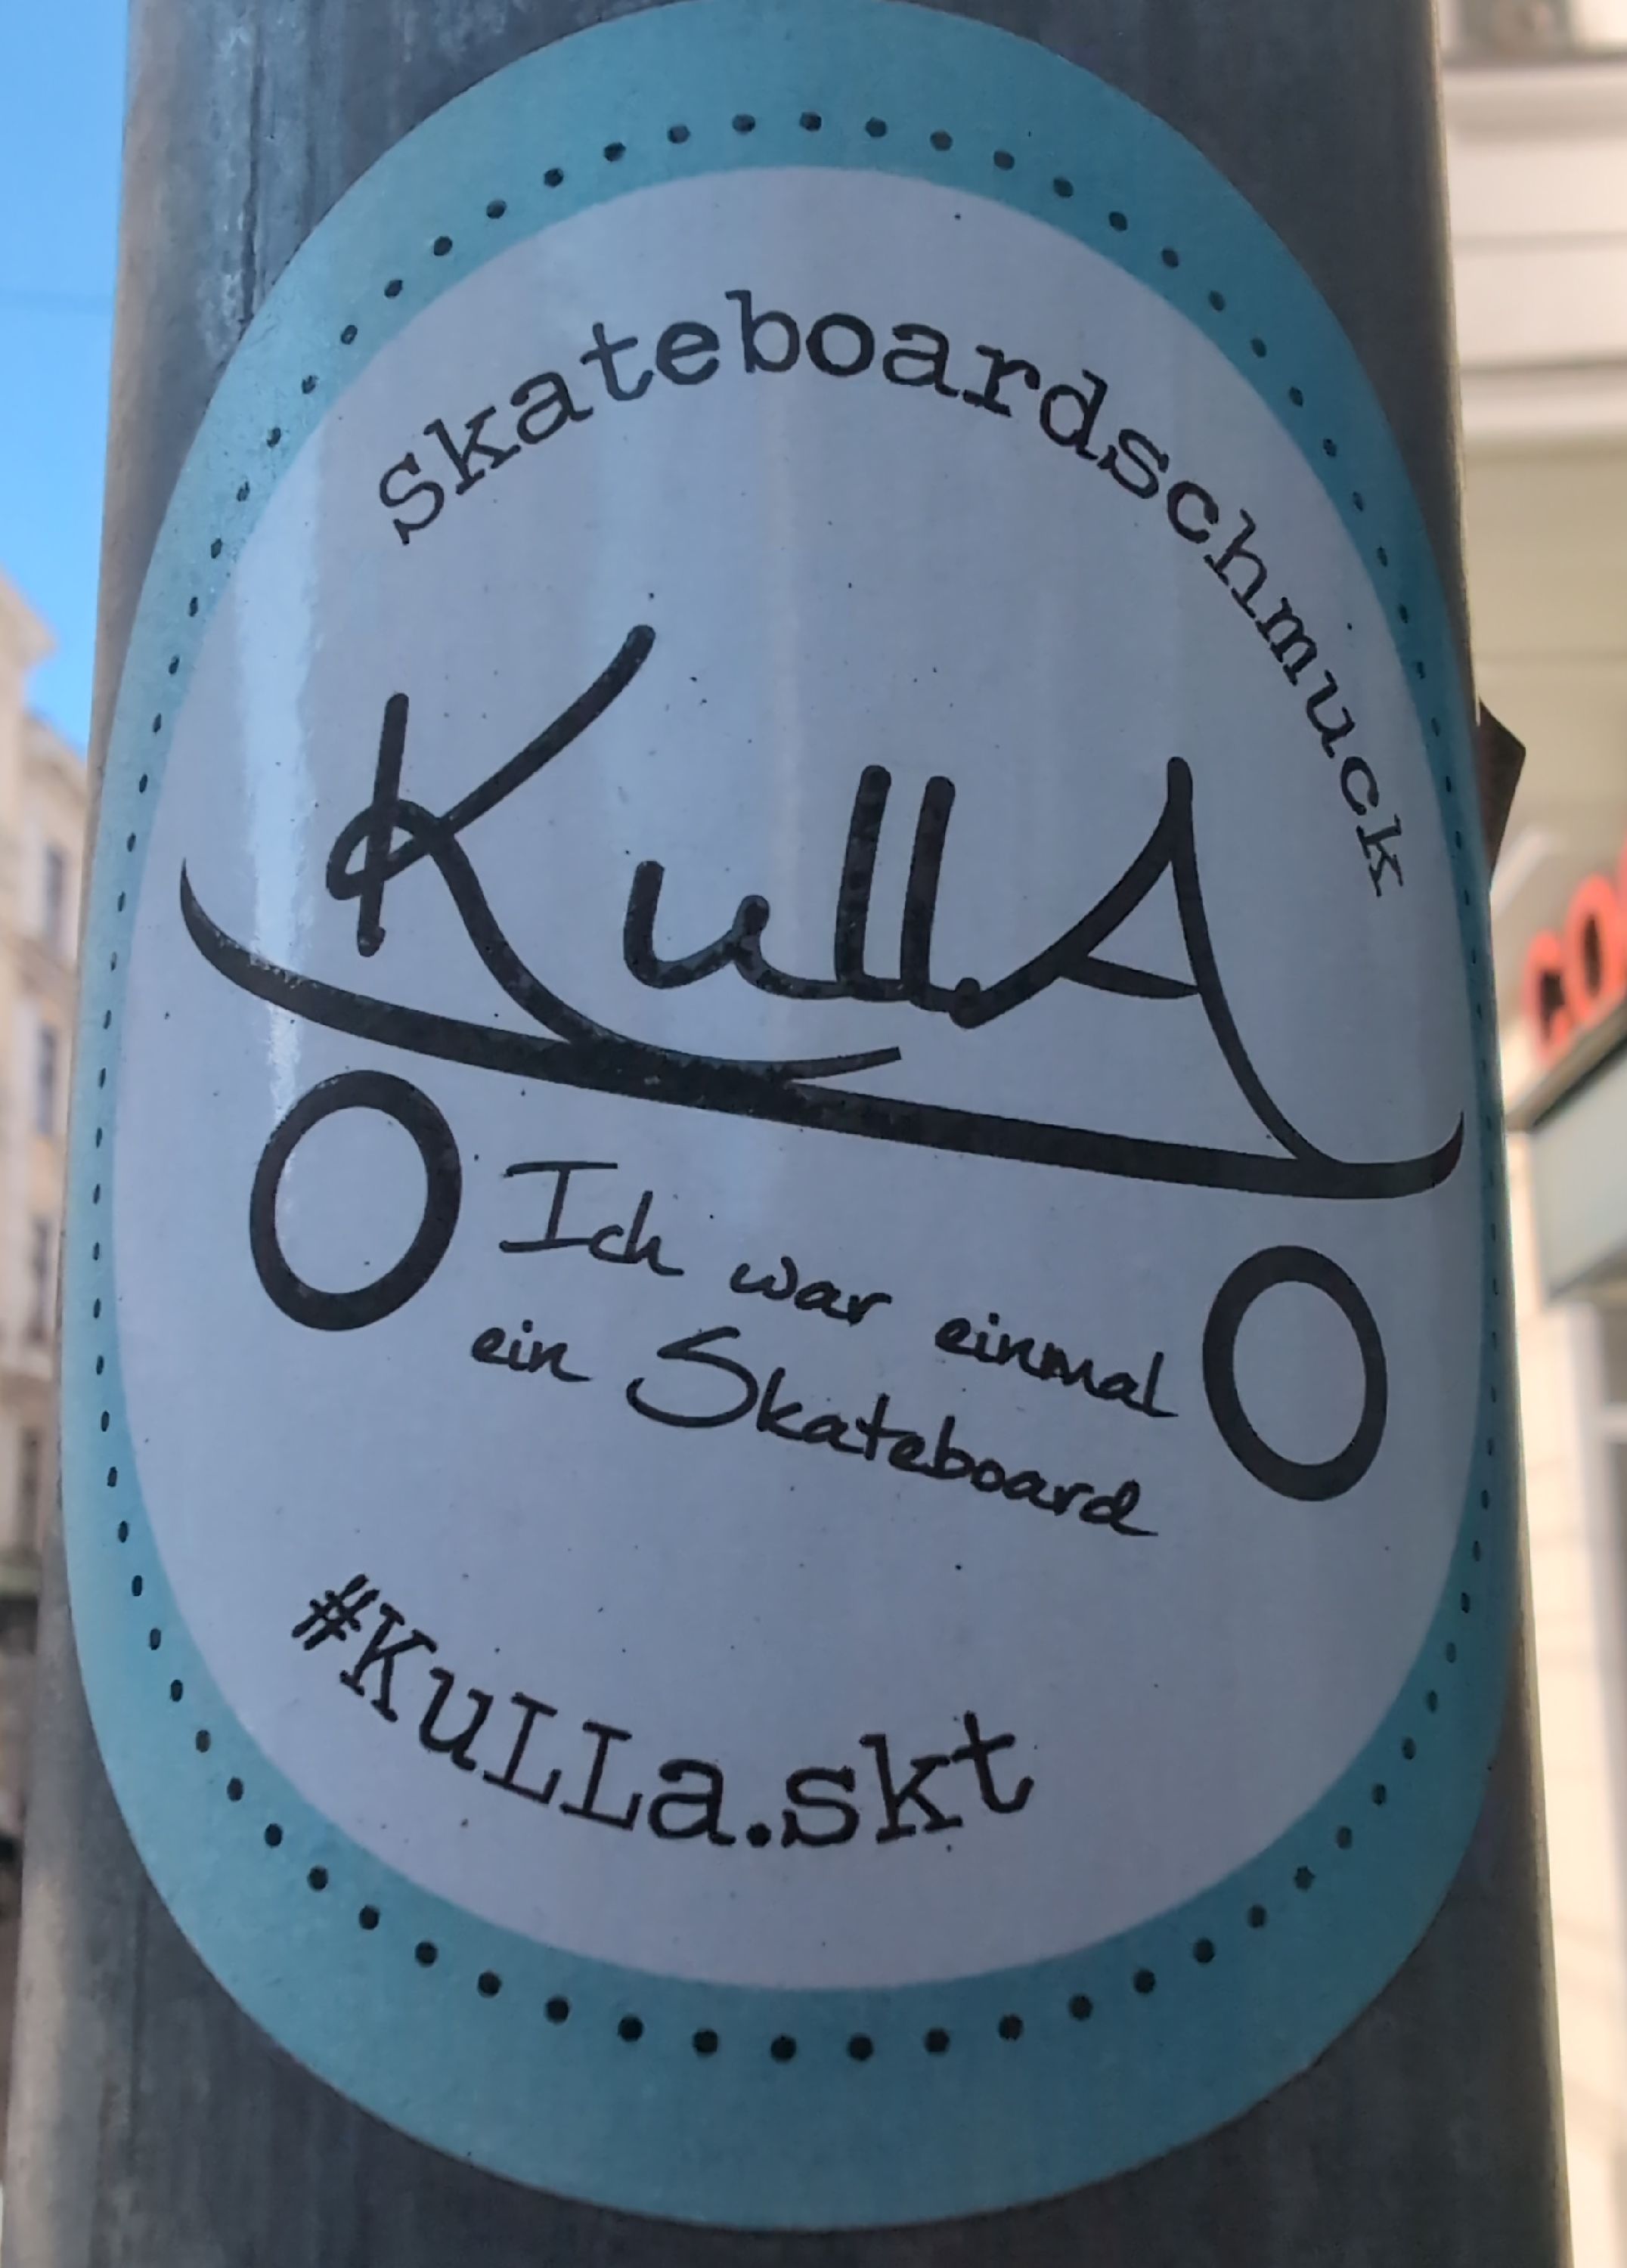 Skateboardschmuck
KullA
Ich war einmal
ein Skateboard
#KuLLa.skt